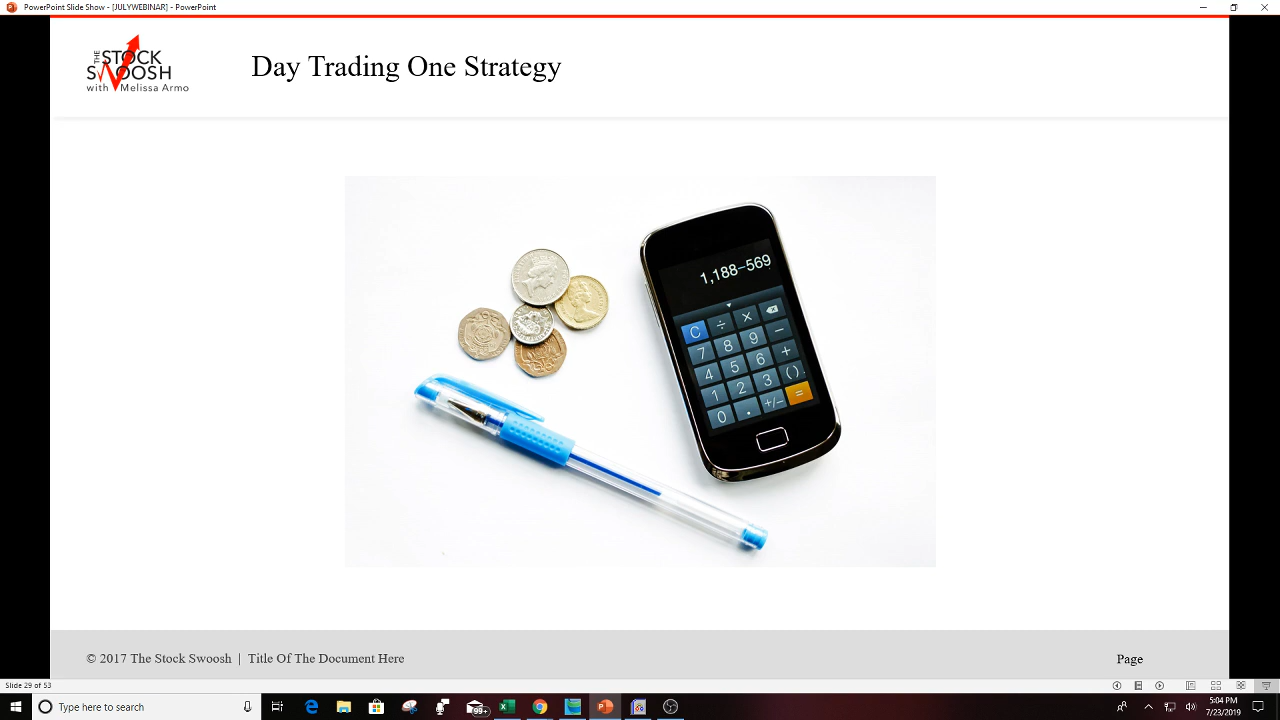 PowerPoint Slide Show - [JULYWEBINAR] - PowerPoint
THE
STOCK
SWOOSH
with Melissa Armo
Day Trading One Strategy
1,188−569
C ÷ × 
7 8 9 −
4 5 6 +
1 2 3 ( )
0 . +/− =
© 2017 The Stock Swoosh | Title Of The Document Here
Page
Slide 29 of 53
Type here to search
99+
5:04 PM
7/23/2019